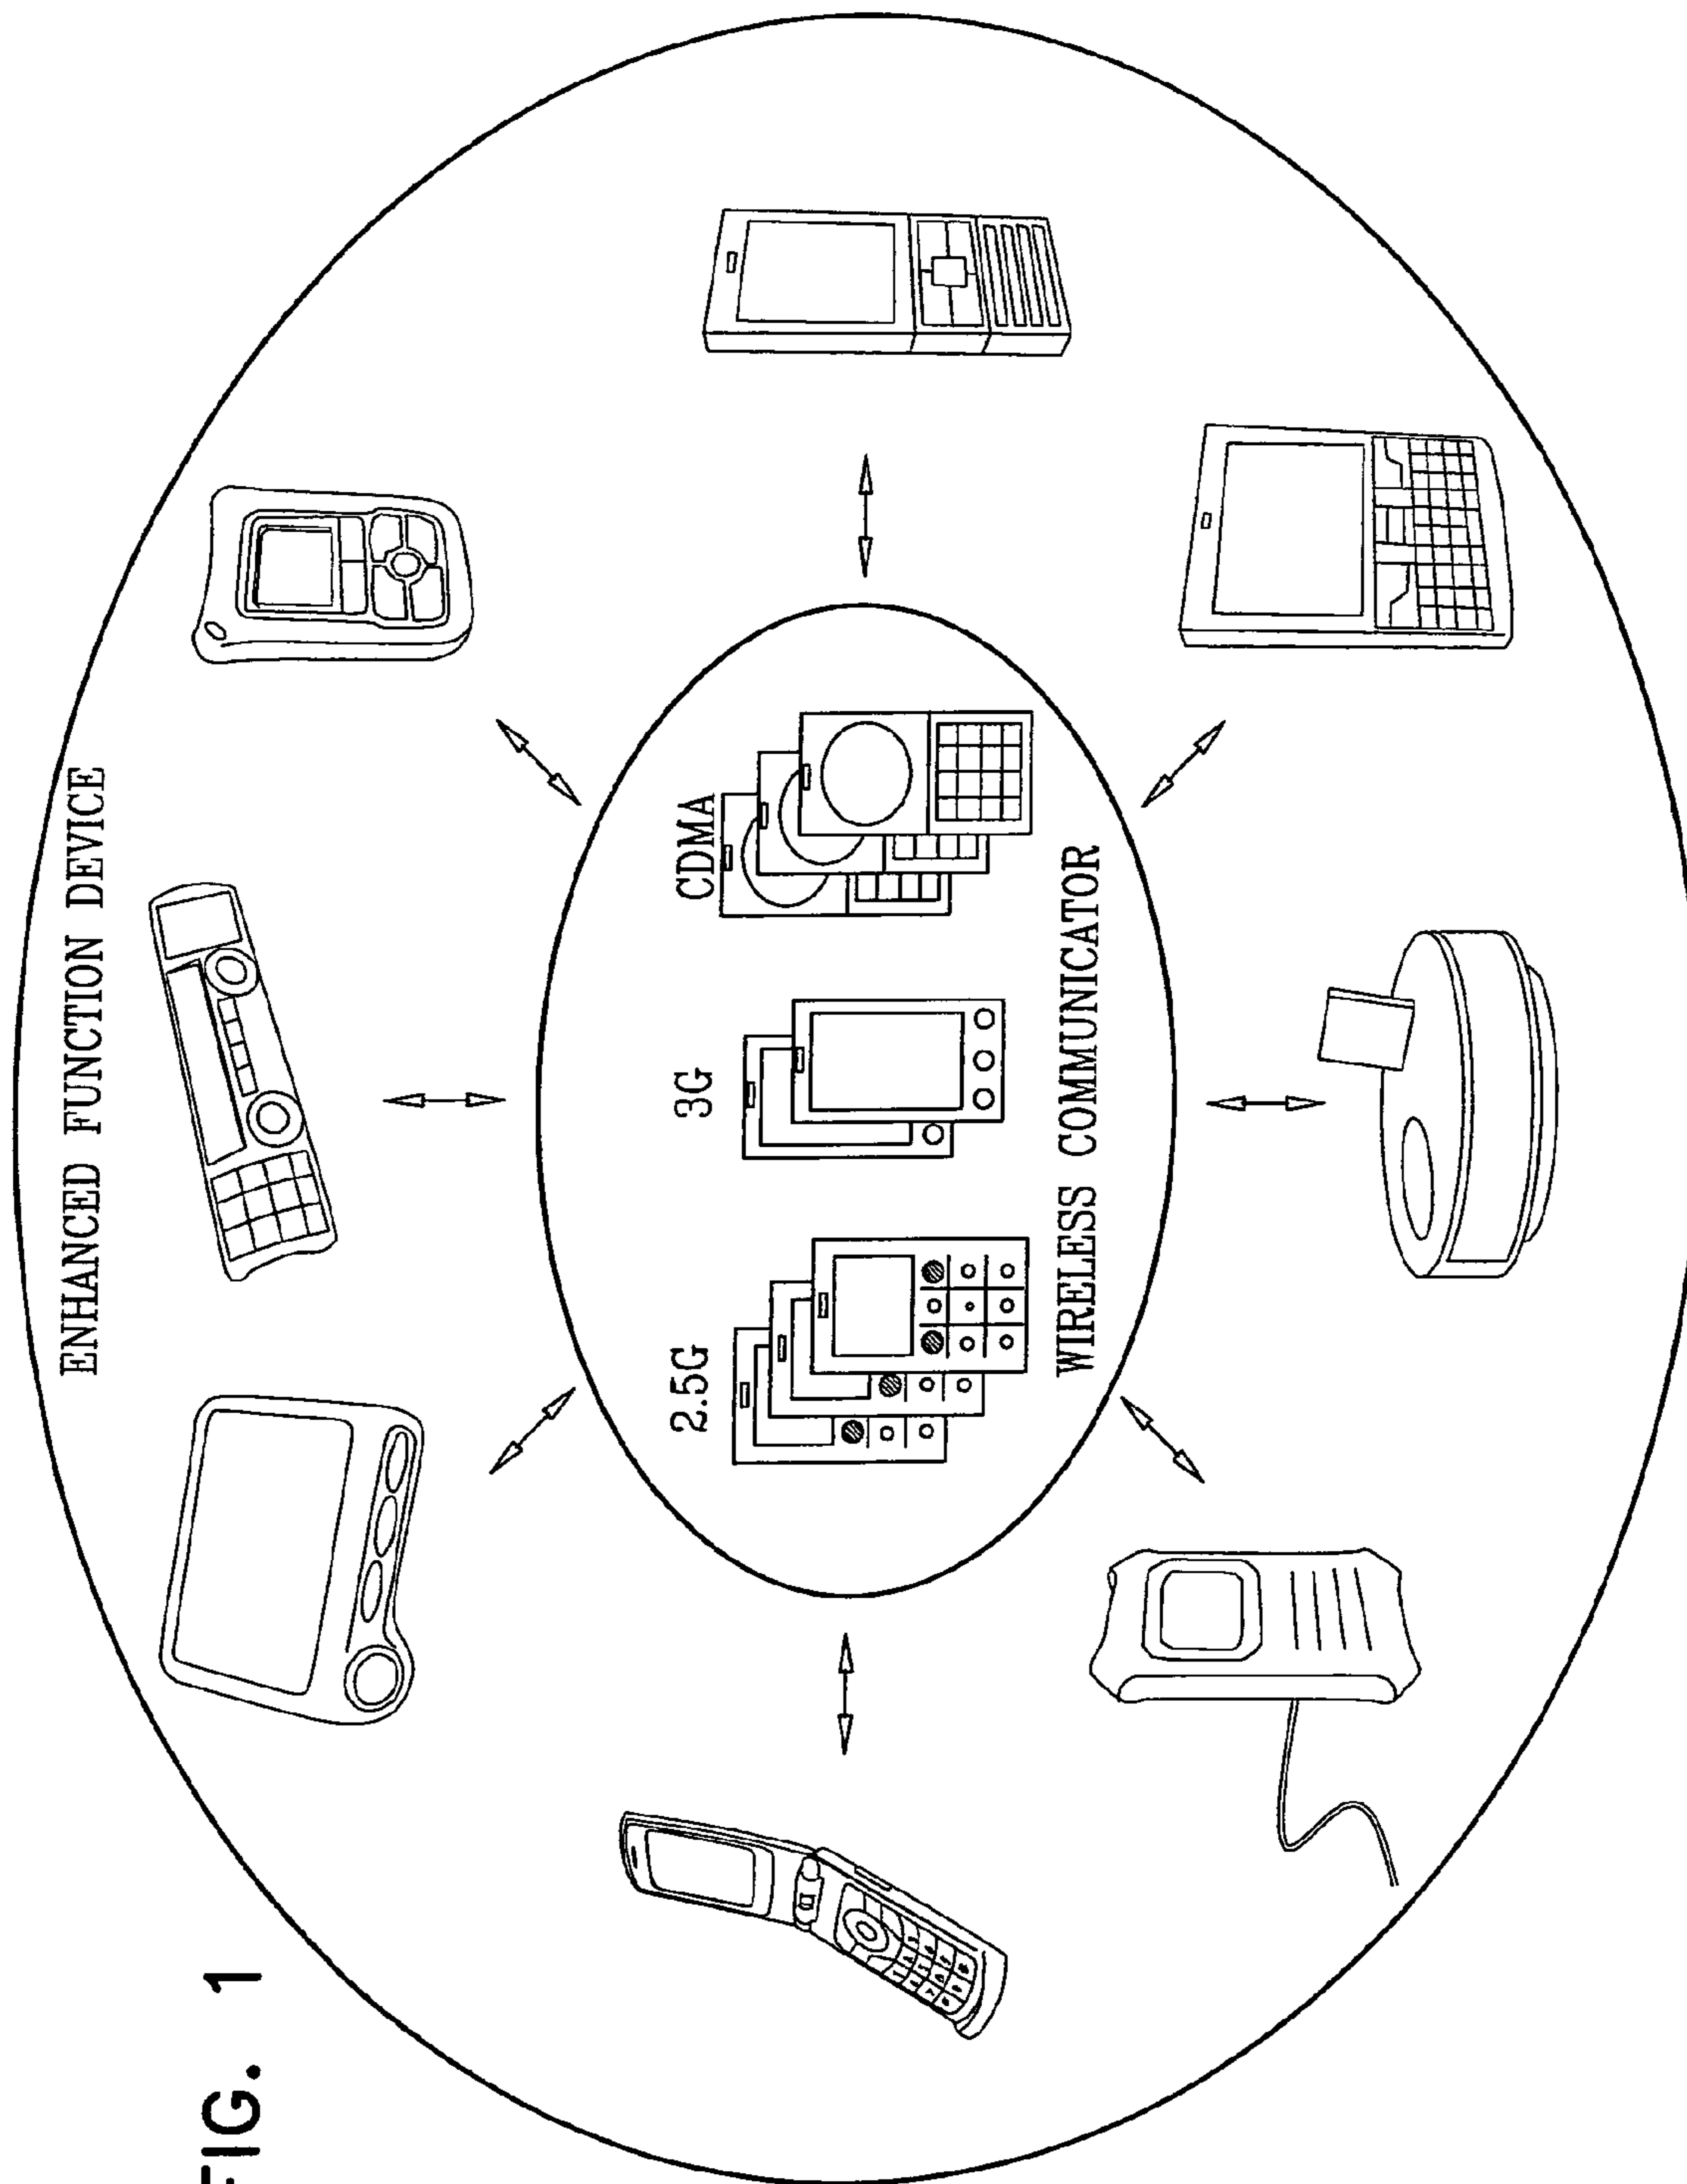 FIG. 1
ENHANCED FUNCTION DEVICE
2.5G
3G
CDMA
WIRELESS COMMUNICATOR